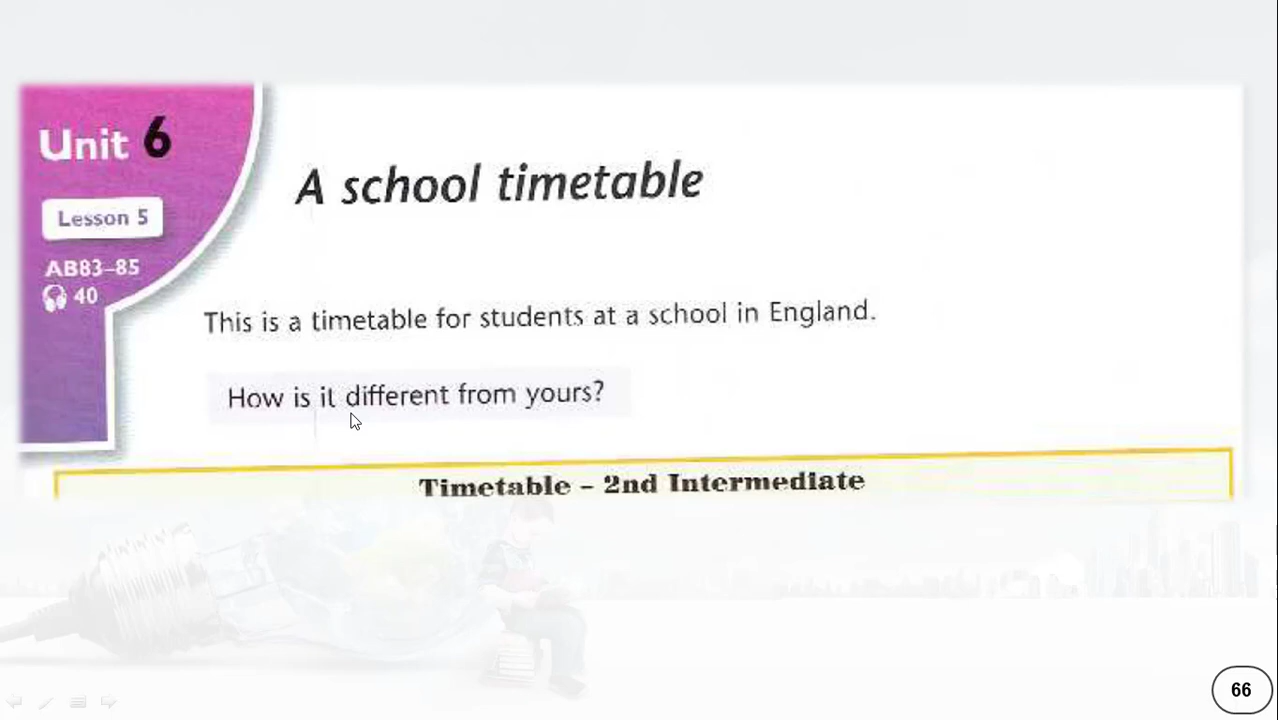 Unit 6
Lesson 5
AB83–85
40
A school timetable
This is a timetable for students at a school in England.
How is it different from yours?
Timetable – 2nd Intermediate
66